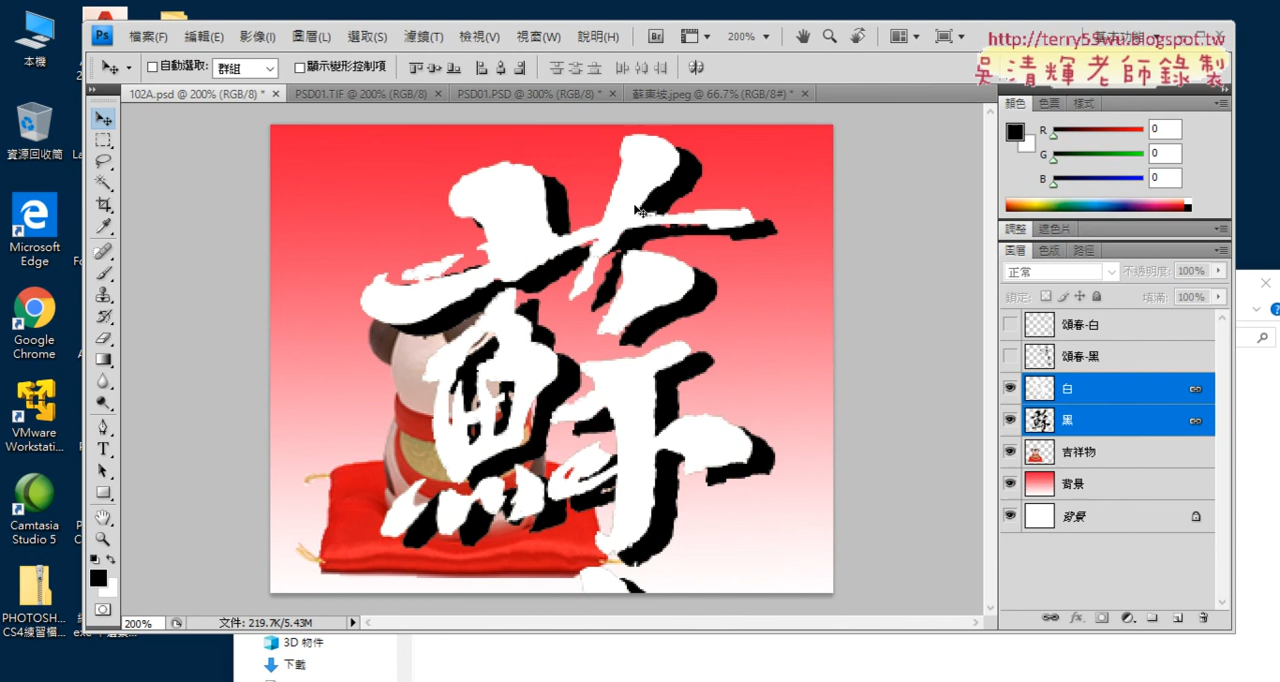 本機
資源回收筒
Microsoft
Edge
Google
Chrome
VMware
Workstati...
Camtasia
Studio 5
PHOTOSH...
CS4練習檔...
Ps
檔案(F)
編輯(E)
影像(I)
圖層(L)
選取(S)
濾鏡(T)
檢視(V)
視窗(W)
說明(H)
Br
200%
基本功能
http://terry55wu.blogspot.tw
吳清輝老師錄製
自動選取:
群組
顯示變形控制項
102A.psd @ 200% (RGB/8) *
PSD01.TIF @ 200% (RGB/8)
PSD01.PSD @ 300% (RGB/8) *
蘇東坡.jpeg @ 66.7% (RGB/8#) *
蘇
顏色
色票
樣式
R
0
G
0
B
0
調整
遮色片
圖層
色版
路徑
正常
不透明度:
100%
鎖定:
填滿:
100%
頌春-白
頌春-黑
白
黑
吉祥物
背景
背景
200%
文件: 219.7K/5.43M
3D 物件
下載